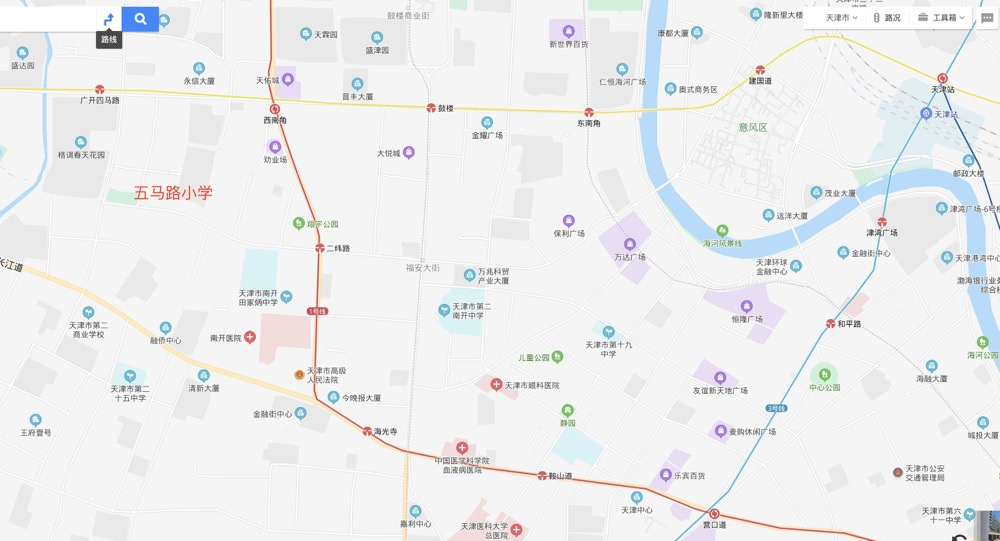 鼓楼商业街
隆新里大楼
天津市
路况
工具箱
路线
天霖园
盛津园
新世界百货
康都大厦
盛达园
永信大厦
天佑城
晋丰大厦
仁恒海河广场
奥式商务区
建国道
天津站
广开四马路
西南角
鼓楼
金耀广场
东南角
意风区
天津站
格调春天花园
劝业场
大悦城
邮政大楼
五马路小学
茂业大厦
翔宇公园
保利广场
远洋大厦
津湾广场-6号
津湾广场
二纬路
海河风景线
万达广场
金融街中心
天津港湾中心
长江道
福安大街
万兆科贸
产业大厦
天津环球
金融中心
渤海银行业务
综合
天津市南开
田家炳中学
天津市第二
南开中学
恒隆广场
1号线
天津市第二
商业学校
融侨中心
南开医院
天津市第十九
中学
和平路
海河公园
儿童公园
天津市第二
十五中学
清新大厦
天津市高级
人民法院
天津市眼科医院
友谊新天地广场
中心公园
海融大厦
今晚报大厦
金融街中心
静园
3号线
王府壹号
海光寺
麦购休闲广场
城投大厦
中国医学科学院
血液病医院
鞍山道
乐宾百货
天津市公安
交通管理局
嘉利中心
天津医科大学
总医院
天津中心
营口道
天津市第六
十一中学